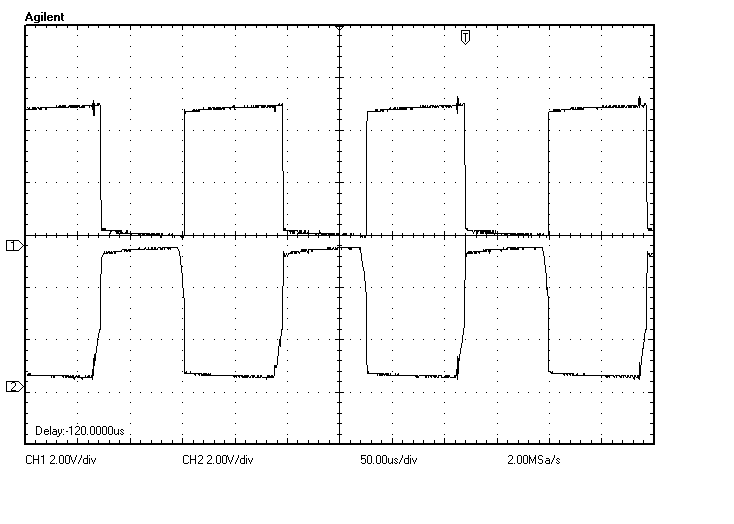 Agilent
T
1
2
Delay:-120.0000us
CH1 2.00V/div CH2 2.00V/div 50.00us/div 2.00MSa/s